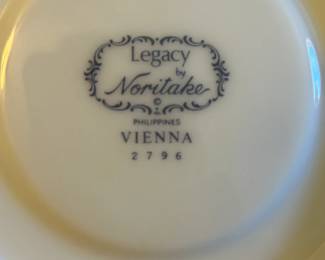 Legacy
by
Noritake
©
PHILIPPINES
VIENNA
2796